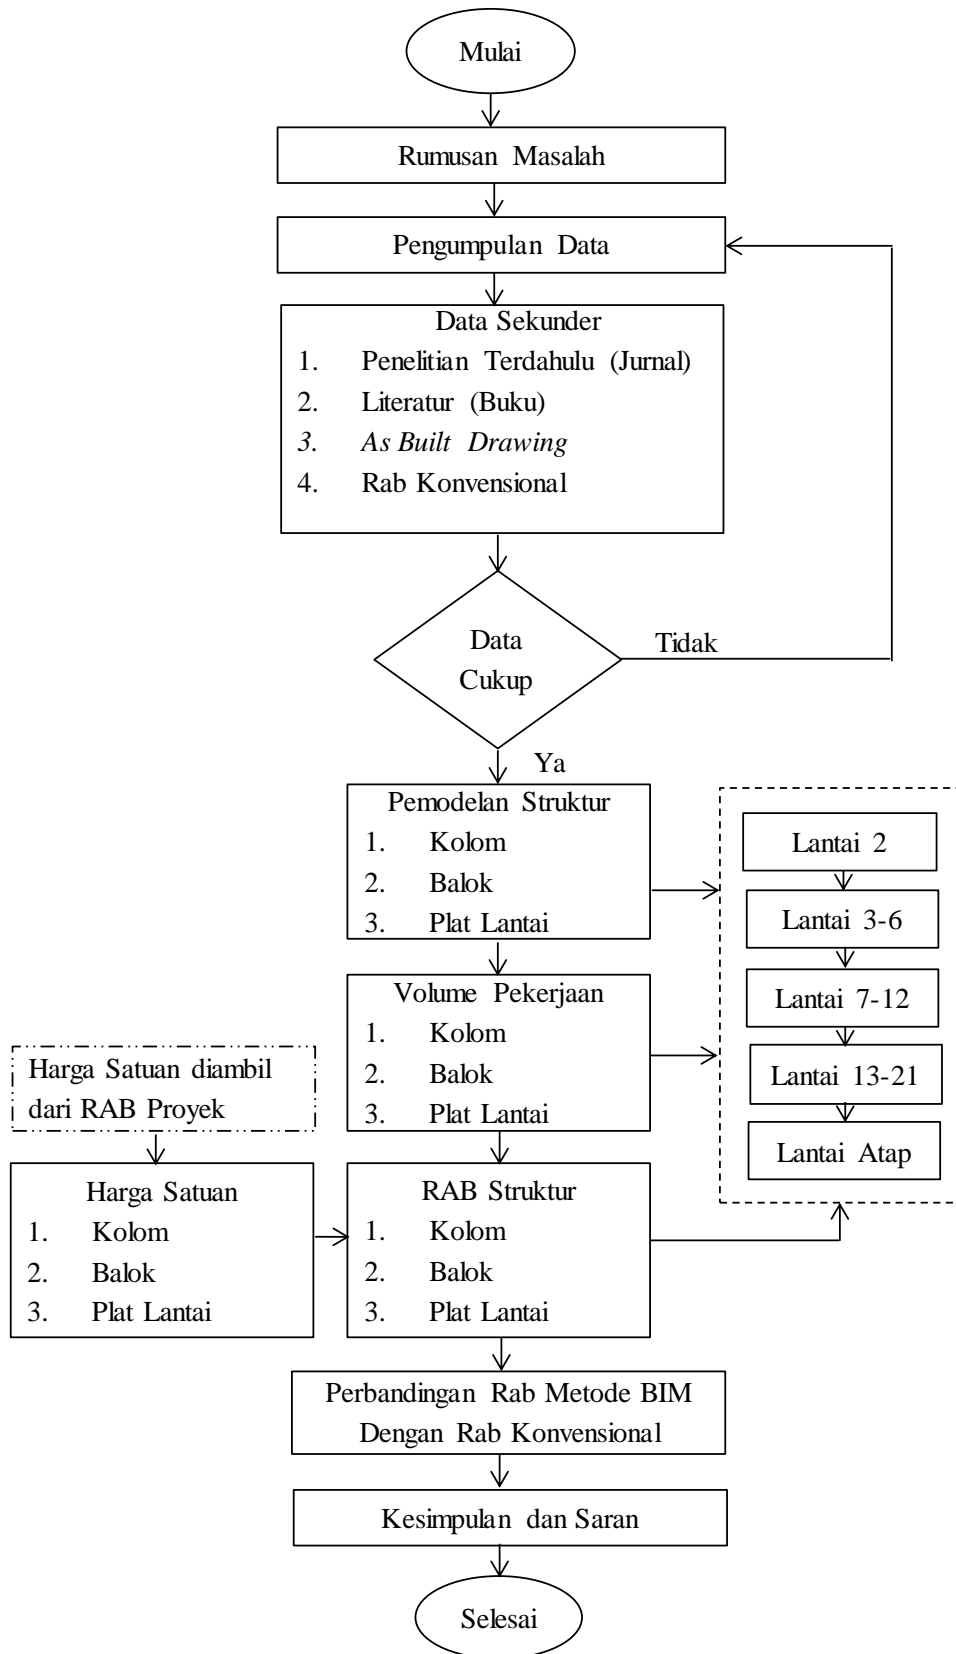 Mulai
Rumusan Masalah
Pengumpulan Data
Data Sekunder
1. Penelitian Terdahulu (Jurnal)
2. Literatur (Buku)
3. As Built Drawing
4. Rab Konvensional
Data
Cukup
Tidak
Ya
Pemodelan Struktur
1. Kolom
2. Balok
3. Plat Lantai
Lantai 2
Lantai 3-6
Lantai 7-12
Lantai 13-21
Lantai Atap
Volume Pekerjaan
1. Kolom
2. Balok
3. Plat Lantai
Harga Satuan diambil
dari RAB Proyek
Harga Satuan
1. Kolom
2. Balok
3. Plat Lantai
RAB Struktur
1. Kolom
2. Balok
3. Plat Lantai
Perbandingan Rab Metode BIM
Dengan Rab Konvensional
Kesimpulan dan Saran
Selesai